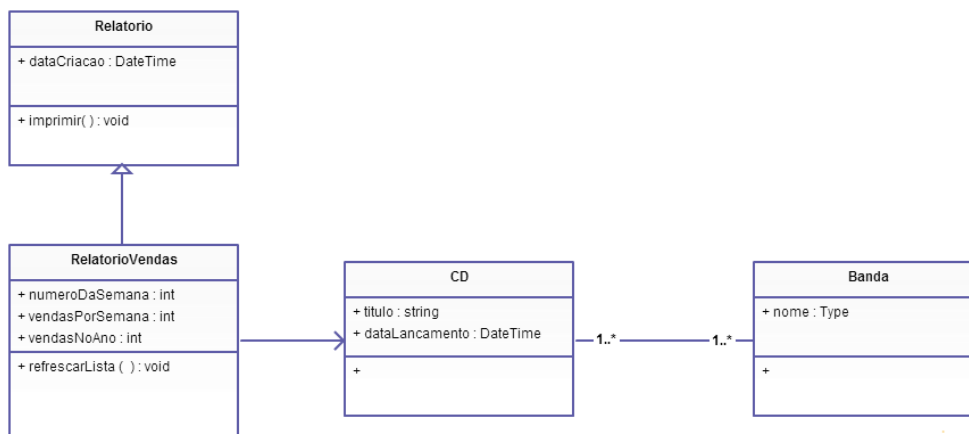 Relatorio
+ dataCriacao : DateTime
+ imprimir( ) : void
RelatorioVendas
+ numeroDaSemana : int
+ vendasPorSemana : int
+ vendasNoAno : int
+ refrescarLista ( ) : void
CD
+ titulo : string
+ dataLancamento : DateTime
+
1..*
1..*
Banda
+ nome : Type
+